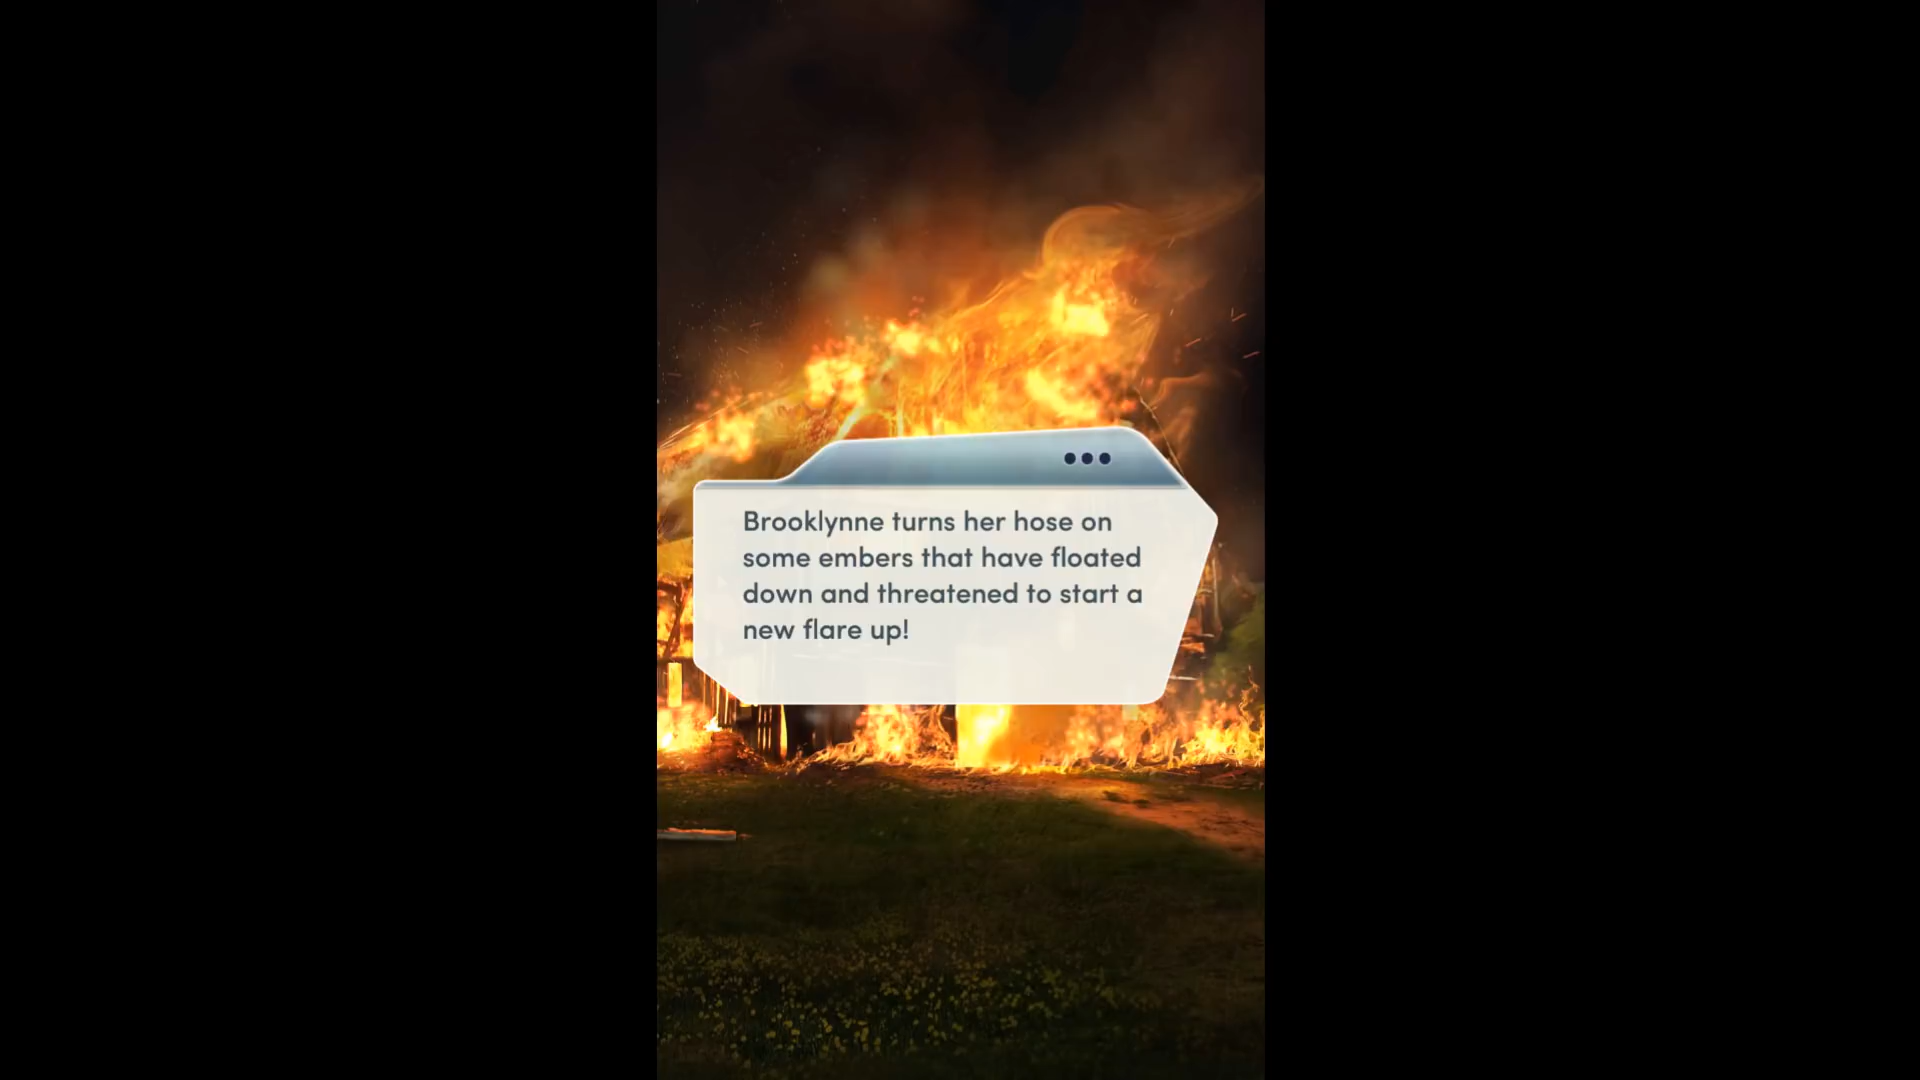 Brooklynne turns her hose on
some embers that have floated
down and threatened to start a
new flare up!